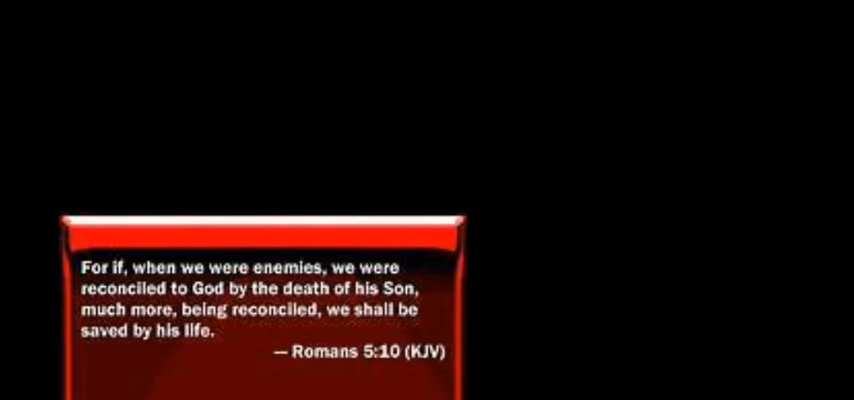 For if, when we were enemies, we were
reconciled to God by the death of his Son,
much more, being reconciled, we shall be
saved by his life.
— Romans 5:10 (KJV)